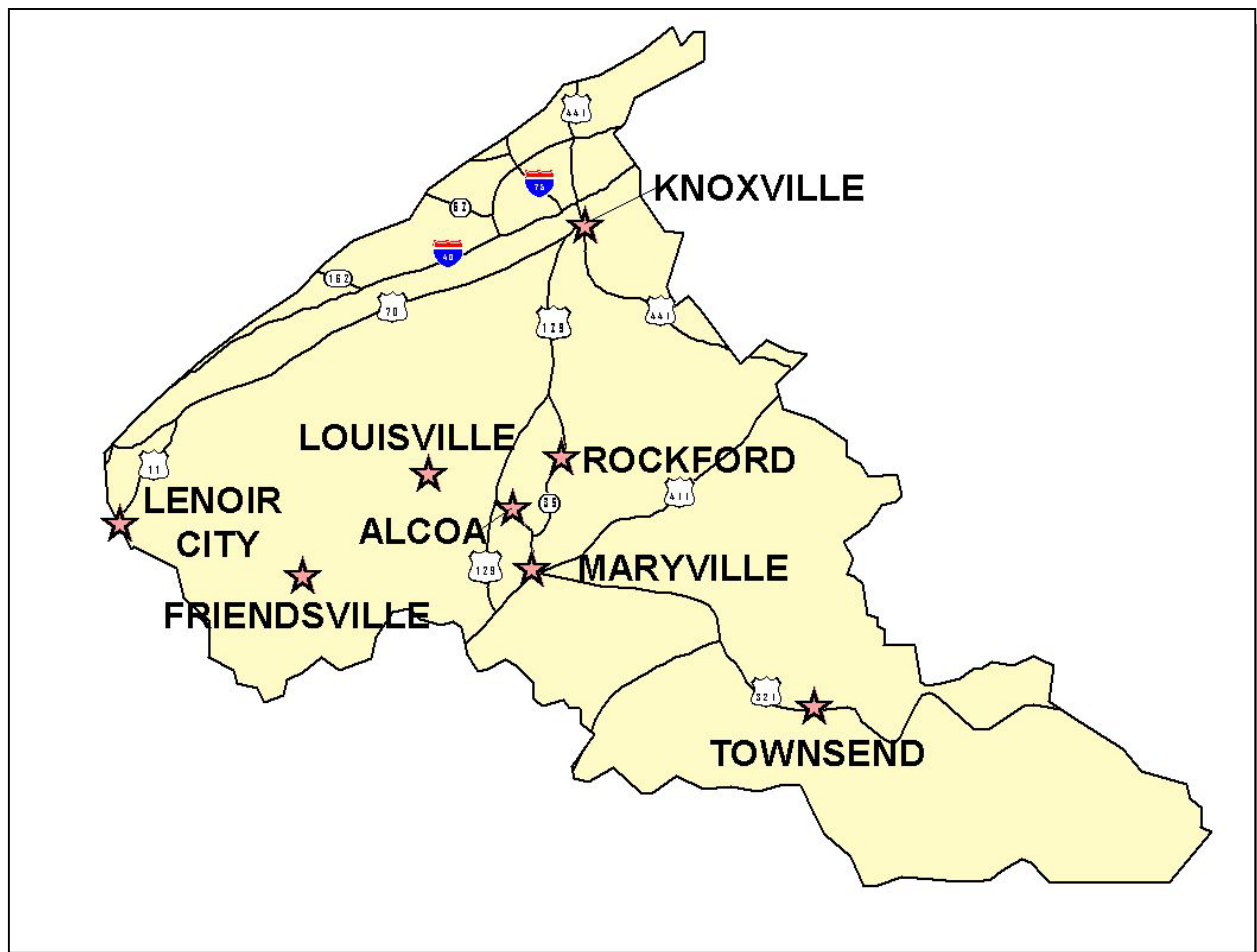 441
KNOXVILLE
75
62
40
162
70
129
441
LOUISVILLE
ROCKFORD
11
411
LENOIR
CITY
35
ALCOA
129
MARYVILLE
FRIENDSVILLE
321
TOWNSEND